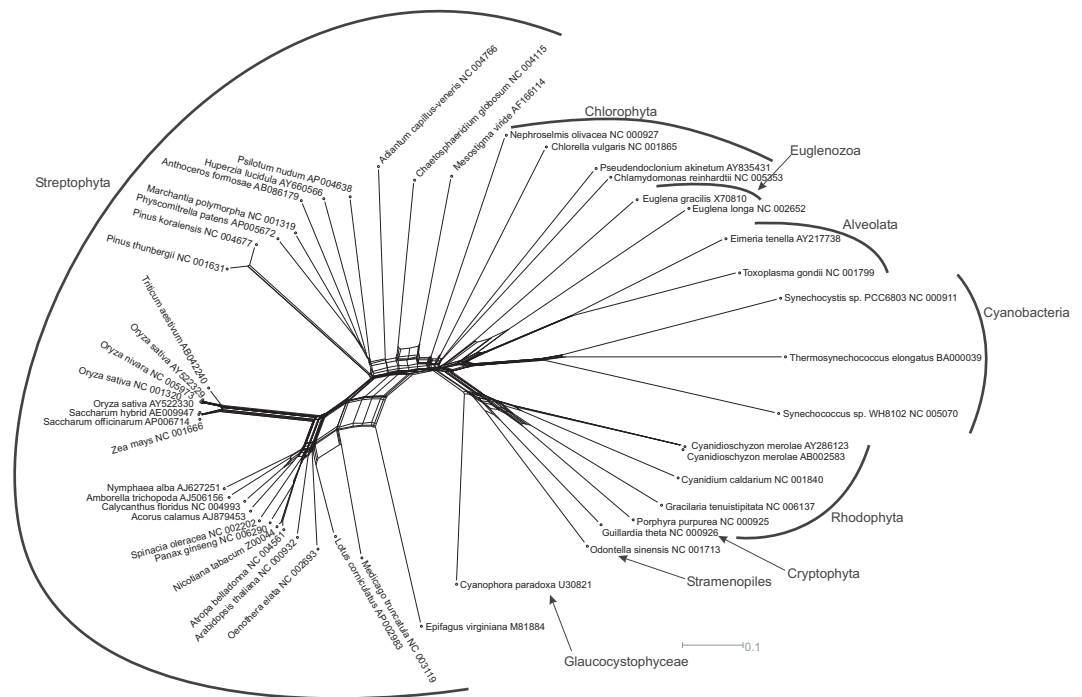 Streptophyta
Adiantum capillus-veneris NC 004766
Chaetosphaeridium globosum NC 004115
Mesostigma viride AF166114
Chlorophyta
Nephroselmis olivacea NC 000927
Chlorella vulgaris NC 001865
Euglenozoa
Pseudendoclonium akinetum AY835431
Chlamydomonas reinhardtii NC 005353
Euglena gracilis X70810
Euglena longa NC 002652
Alveolata
Eimeria tenella AY217738
Toxoplasma gondii NC 001799
Synechocystis sp. PCC6803 NC 000911
Cyanobacteria
Thermosynechococcus elongatus BA000039
Synechococcus sp. WH8102 NC 005070
Cyanidioschyzon merolae AY286123
Cyanidioschyzon merolae AB002583
Cyanidium caldarium NC 001840
Gracilaria tenuistipitata NC 006137
Porphyra purpurea NC 000925
Rhodophyta
Guillardia theta NC 000926
Odontella sinensis NC 001713
Cryptophyta
Stramenopiles
Cyanophora paradoxa U30821
Glaucocystophyceae
0.1
Psilotum nudum AP004638
Huperzia lucidula AY660566
Anthoceros formosae AB086179
Marchantia polymorpha NC 001319
Physcomitrella patens AP005672
Pinus koraiensis NC 004677
Pinus thunbergii NC 001631
Triticum aestivum AB042240
Oryza sativa AY522329
Oryza nivara NC 005973
Oryza sativa NC 001320
Oryza sativa AY522330
Saccharum hybrid AE009947
Saccharum officinarum AP006714
Zea mays NC 001666
Nymphaea alba AJ627251
Amborella trichopoda AJ506156
Calycanthus floridus NC 004993
Acorus calamus AJ879453
Spinacia oleracea NC 002202
Panax ginseng NC 006290
Nicotiana tabacum Z00044
Atropa belladonna NC 004561
Arabidopsis thaliana NC 000932
Oenothera elata NC 002693
Lotus corniculatus AP002983
Medicago truncatula NC 003119
Epifagus virginiana M81884